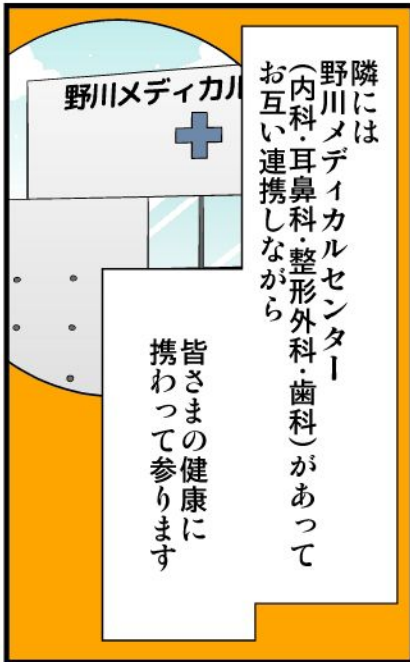 隣には
野川メディカルセンター
(内科・耳鼻科・整形外科・歯科)があって
お互い連携しながら
皆さまの健康に
携わって参ります
野川メディカル